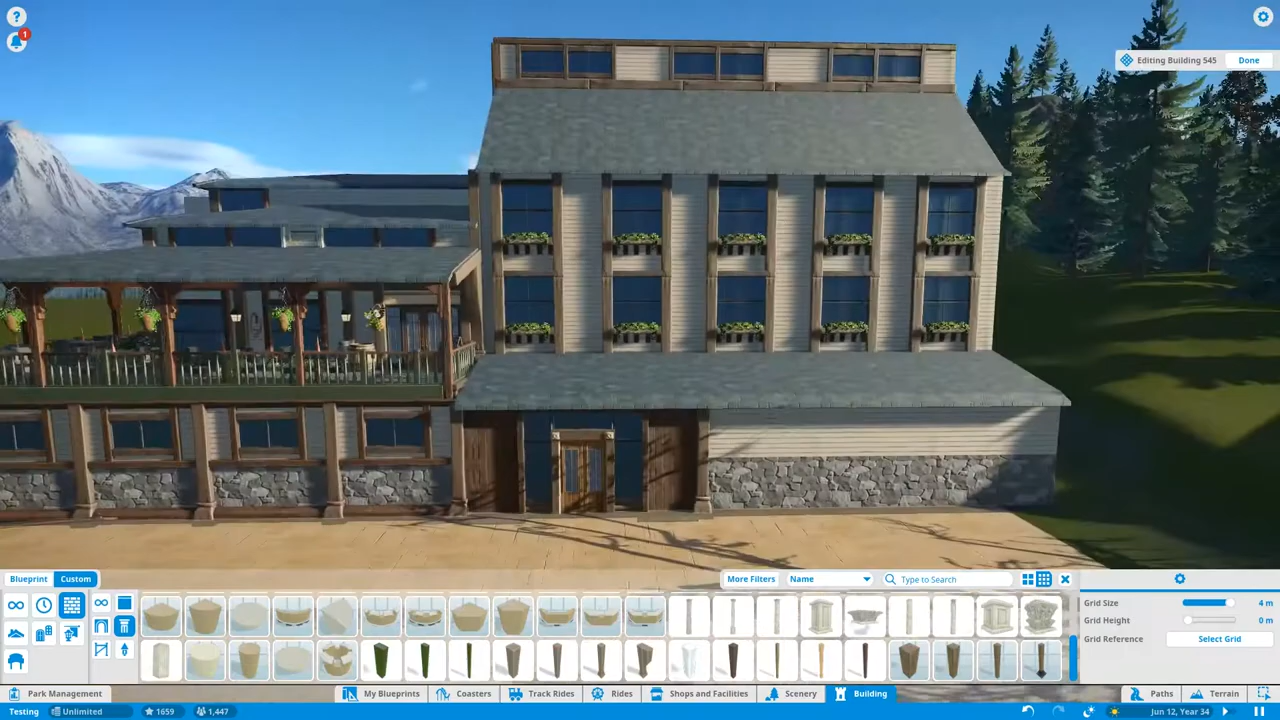 ?
1
Editing Building 545 Done
Blueprint Custom More Filters Name Type to Search
Grid Size 4 m
Grid Height 0 m
Grid Reference Select Grid
Park Management My Blueprints Coasters Track Rides Rides Shops and Facilities Scenery Building Paths Terrain
Testing Unlimited 1659 1,447 Jun 12, Year 34